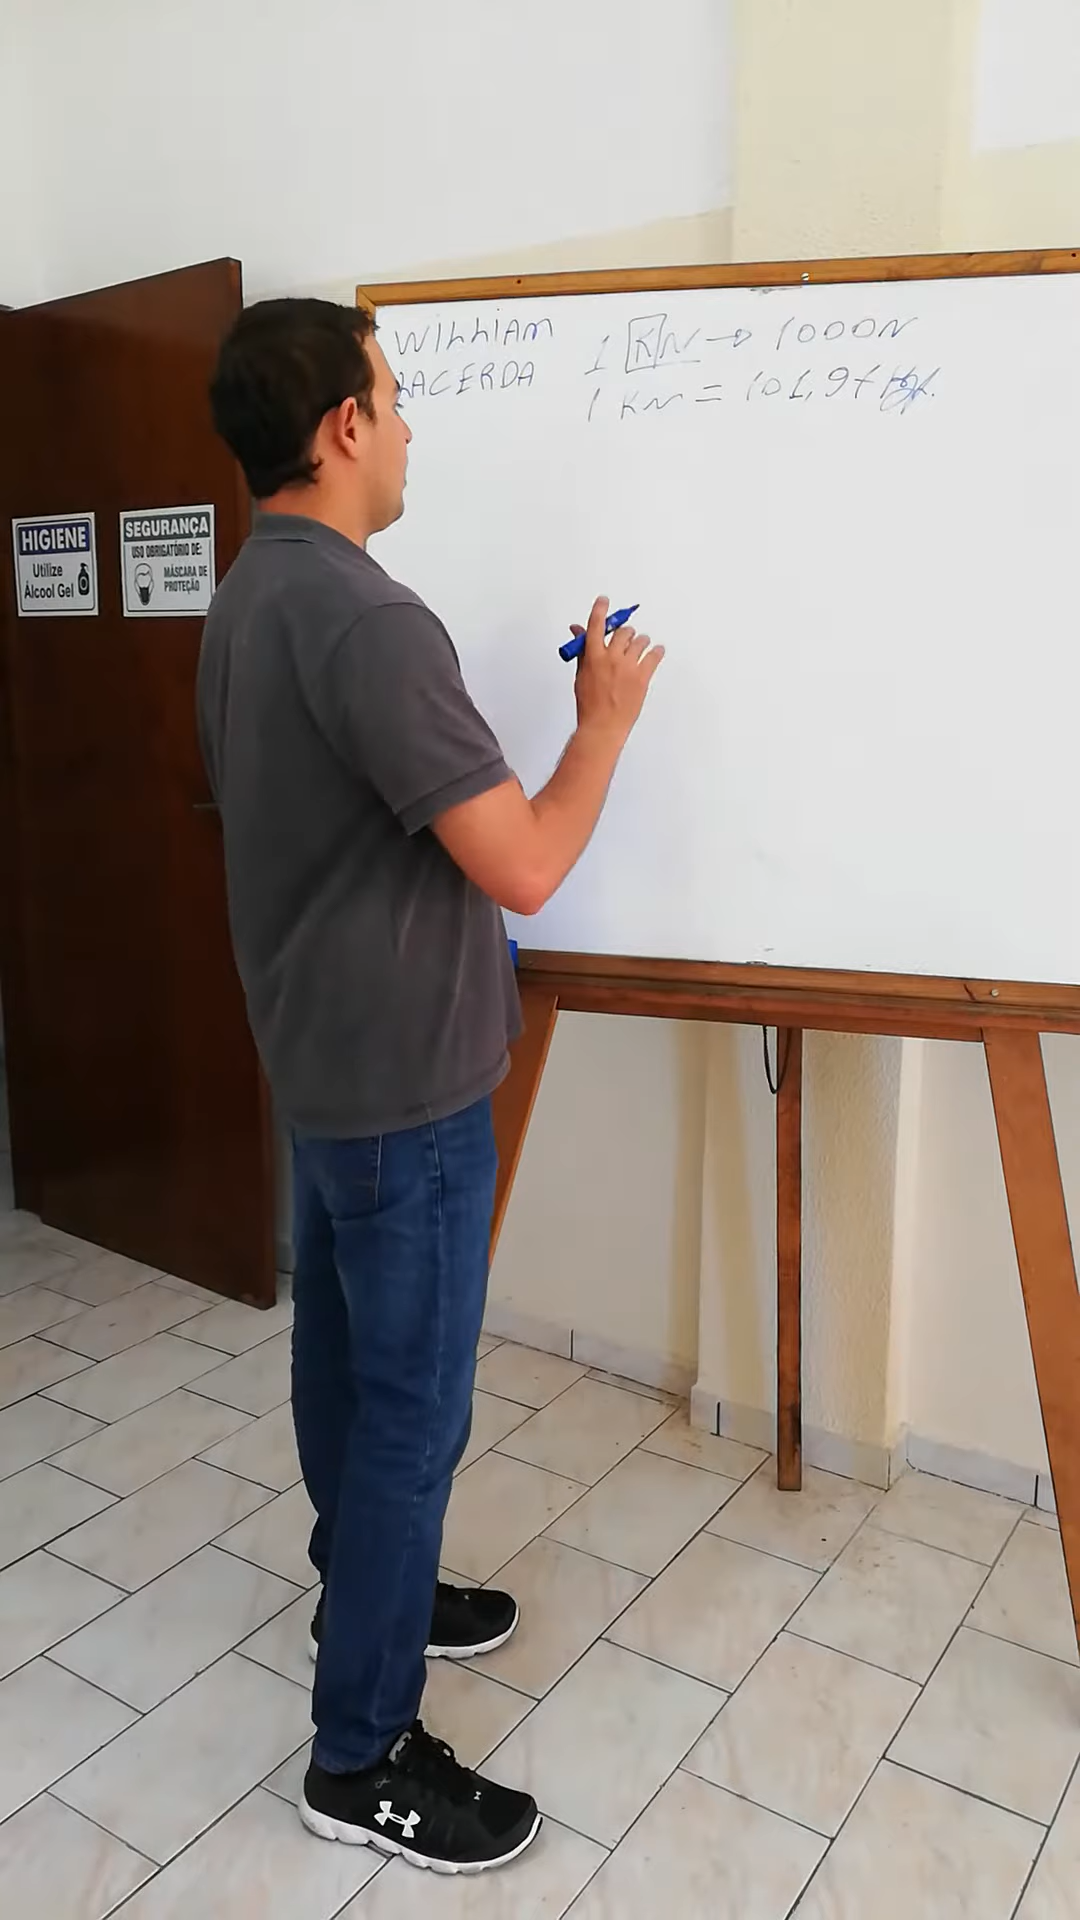 WILLIAM
LACERDA
1 KN → 1000N
1 KN = 101,97 kgf.
HIGIENE
Utilize
Álcool Gel
SEGURANÇA
USO OBRIGATÓRIO DE:
MÁSCARA DE
PROTEÇÃO